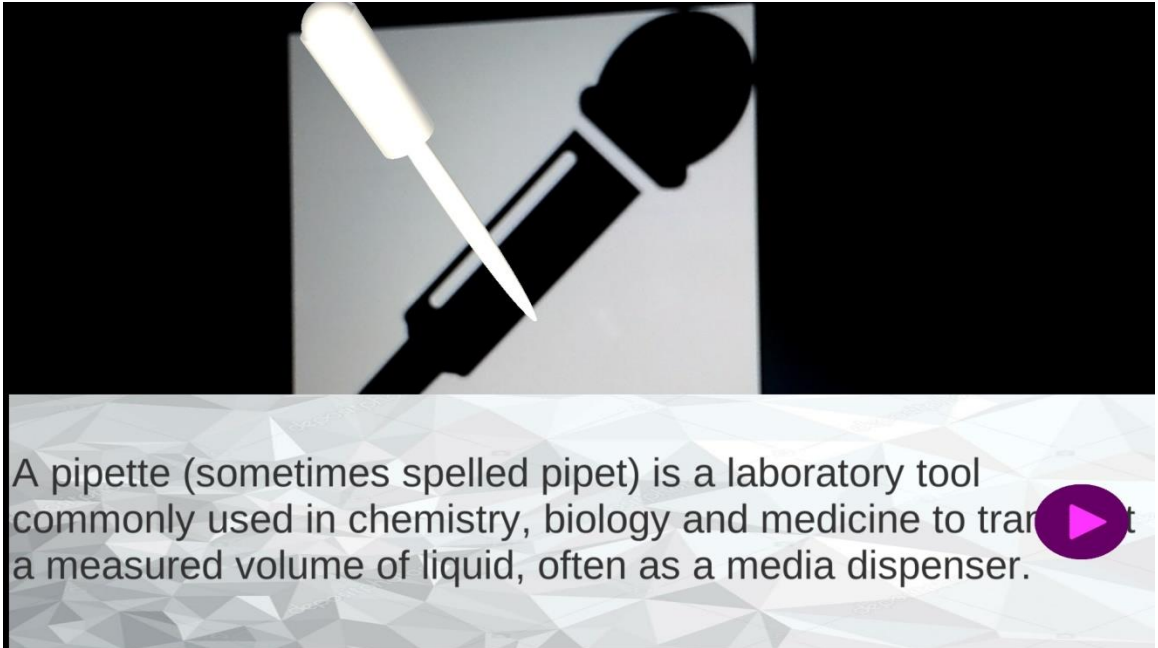 A pipette (sometimes spelled pipet) is a laboratory tool
commonly used in chemistry, biology and medicine to
a measured volume of liquid, often as a media dispenser.